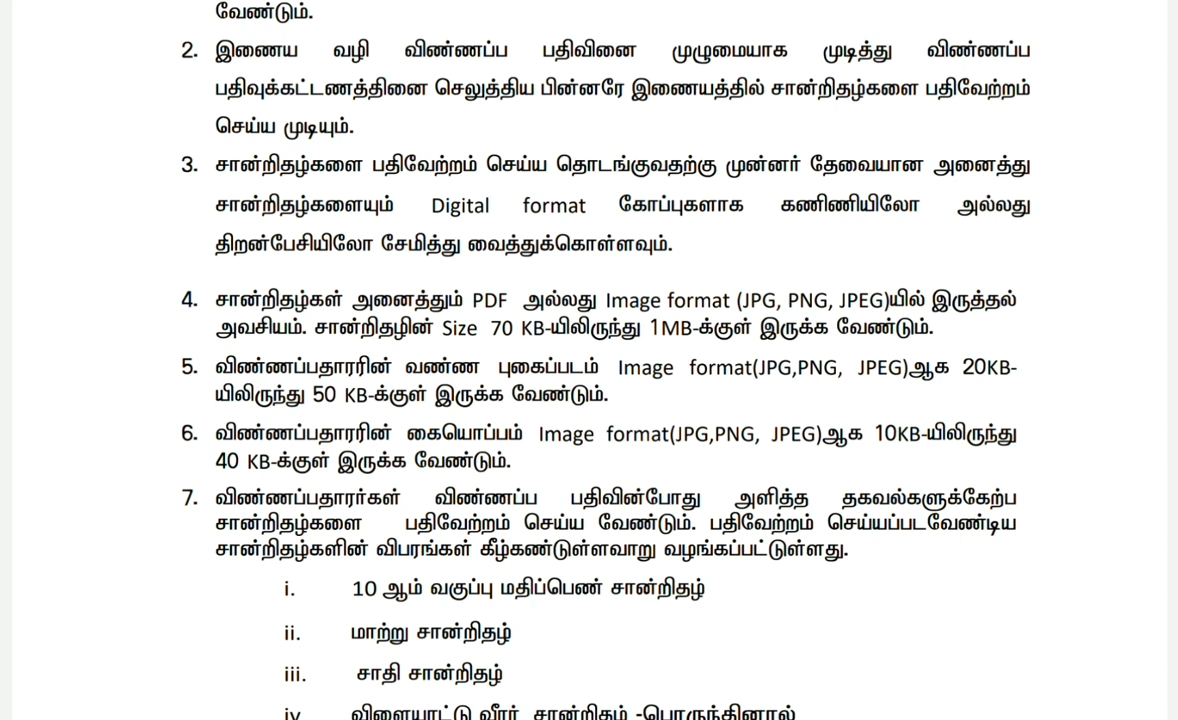 வேண்டும்.
2. இணைய வழி விண்ணப்ப பதிவினை முழுமையாக முடித்து விண்ணப்ப
பதிவுக்கட்டணத்தினை செலுத்திய பின்னரே இணையத்தில் சான்றிதழ்களை பதிவேற்றம்
செய்ய முடியும்.
3. சான்றிதழ்களை பதிவேற்றம் செய்ய தொடங்குவதற்கு முன்னர் தேவையான அனைத்து
சான்றிதழ்களையும் Digital format கோப்புகளாக கணிணியிலோ அல்லது
திறன்பேசியிலோ சேமித்து வைத்துக்கொள்ளவும்.
4. சான்றிதழ்கள் அனைத்தும் PDF அல்லது Image format (JPG, PNG, JPEG)யில் இருத்தல்
அவசியம். சான்றிதழின் Size 70 KB-யிலிருந்து 1MB-க்குள் இருக்க வேண்டும்.
5. விண்ணப்பதாரரின் வண்ண புகைப்படம் Image format(JPG,PNG, JPEG)ஆக 20KB-
யிலிருந்து 50 KB-க்குள் இருக்க வேண்டும்.
6. விண்ணப்பதாரரின் கையொப்பம் Image format(JPG,PNG, JPEG)ஆக 10KB-யிலிருந்து
40 KB-க்குள் இருக்க வேண்டும்.
7. விண்ணப்பதாரர்கள் விண்ணப்ப பதிவின்போது அளித்த தகவல்களுக்கேற்ப
சான்றிதழ்களை பதிவேற்றம் செய்ய வேண்டும். பதிவேற்றம் செய்யப்படவேண்டிய
சான்றிதழ்களின் விபரங்கள் கீழ்கண்டுள்ளவாறு வழங்கப்பட்டுள்ளது.
i. 10 ஆம் வகுப்பு மதிப்பெண் சான்றிதழ்
ii. மாற்று சான்றிதழ்
iii. சாதி சான்றிதழ்
iv விளையாட்டு வீரர் சான்றிதழ் -பொருந்தினால்